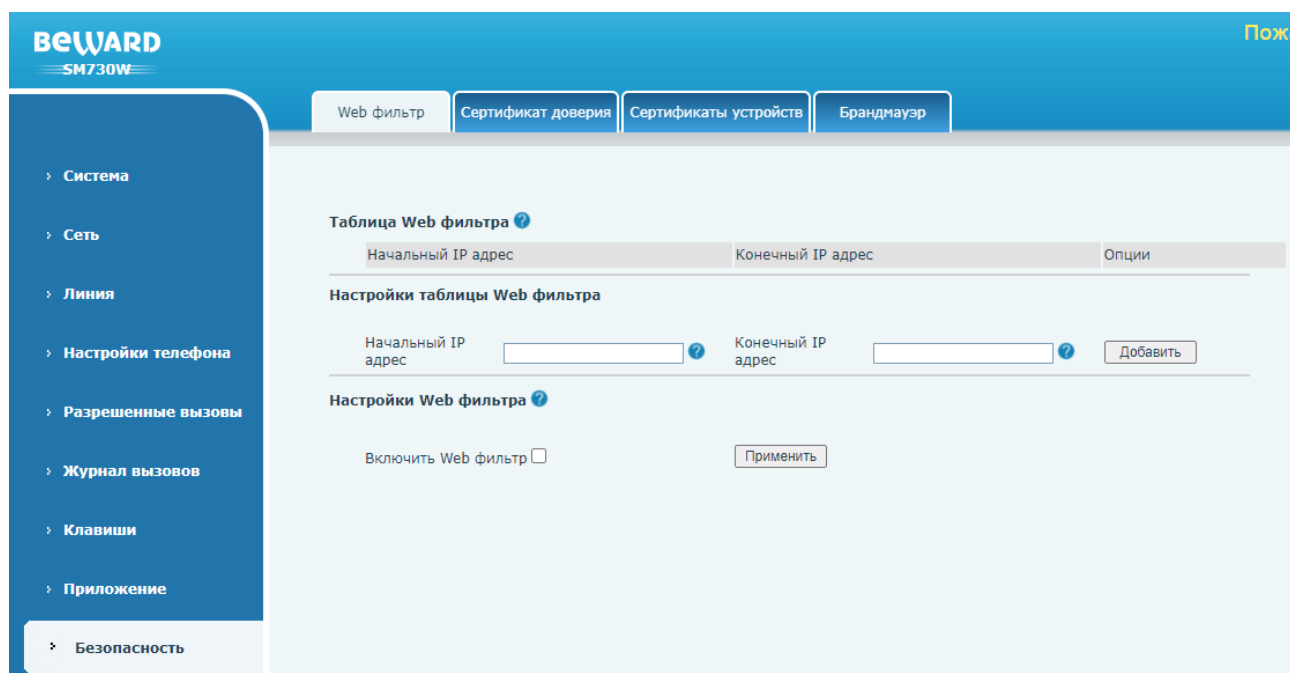 BEWARD
SM730W
Web фильтр
Сертификат доверия
Сертификаты устройств
Брандмауэр
Система
Сеть
Линия
Настройки телефона
Разрешенные вызовы
Журнал вызовов
Клавиши
Приложение
Безопасность
Таблица Web фильтра
Начальный IP адрес
Конечный IP адрес
Опции
Настройки таблицы Web фильтра
Начальный IP
адрес
Конечный IP
адрес
Добавить
Настройки Web фильтра
Включить Web фильтр
Применить